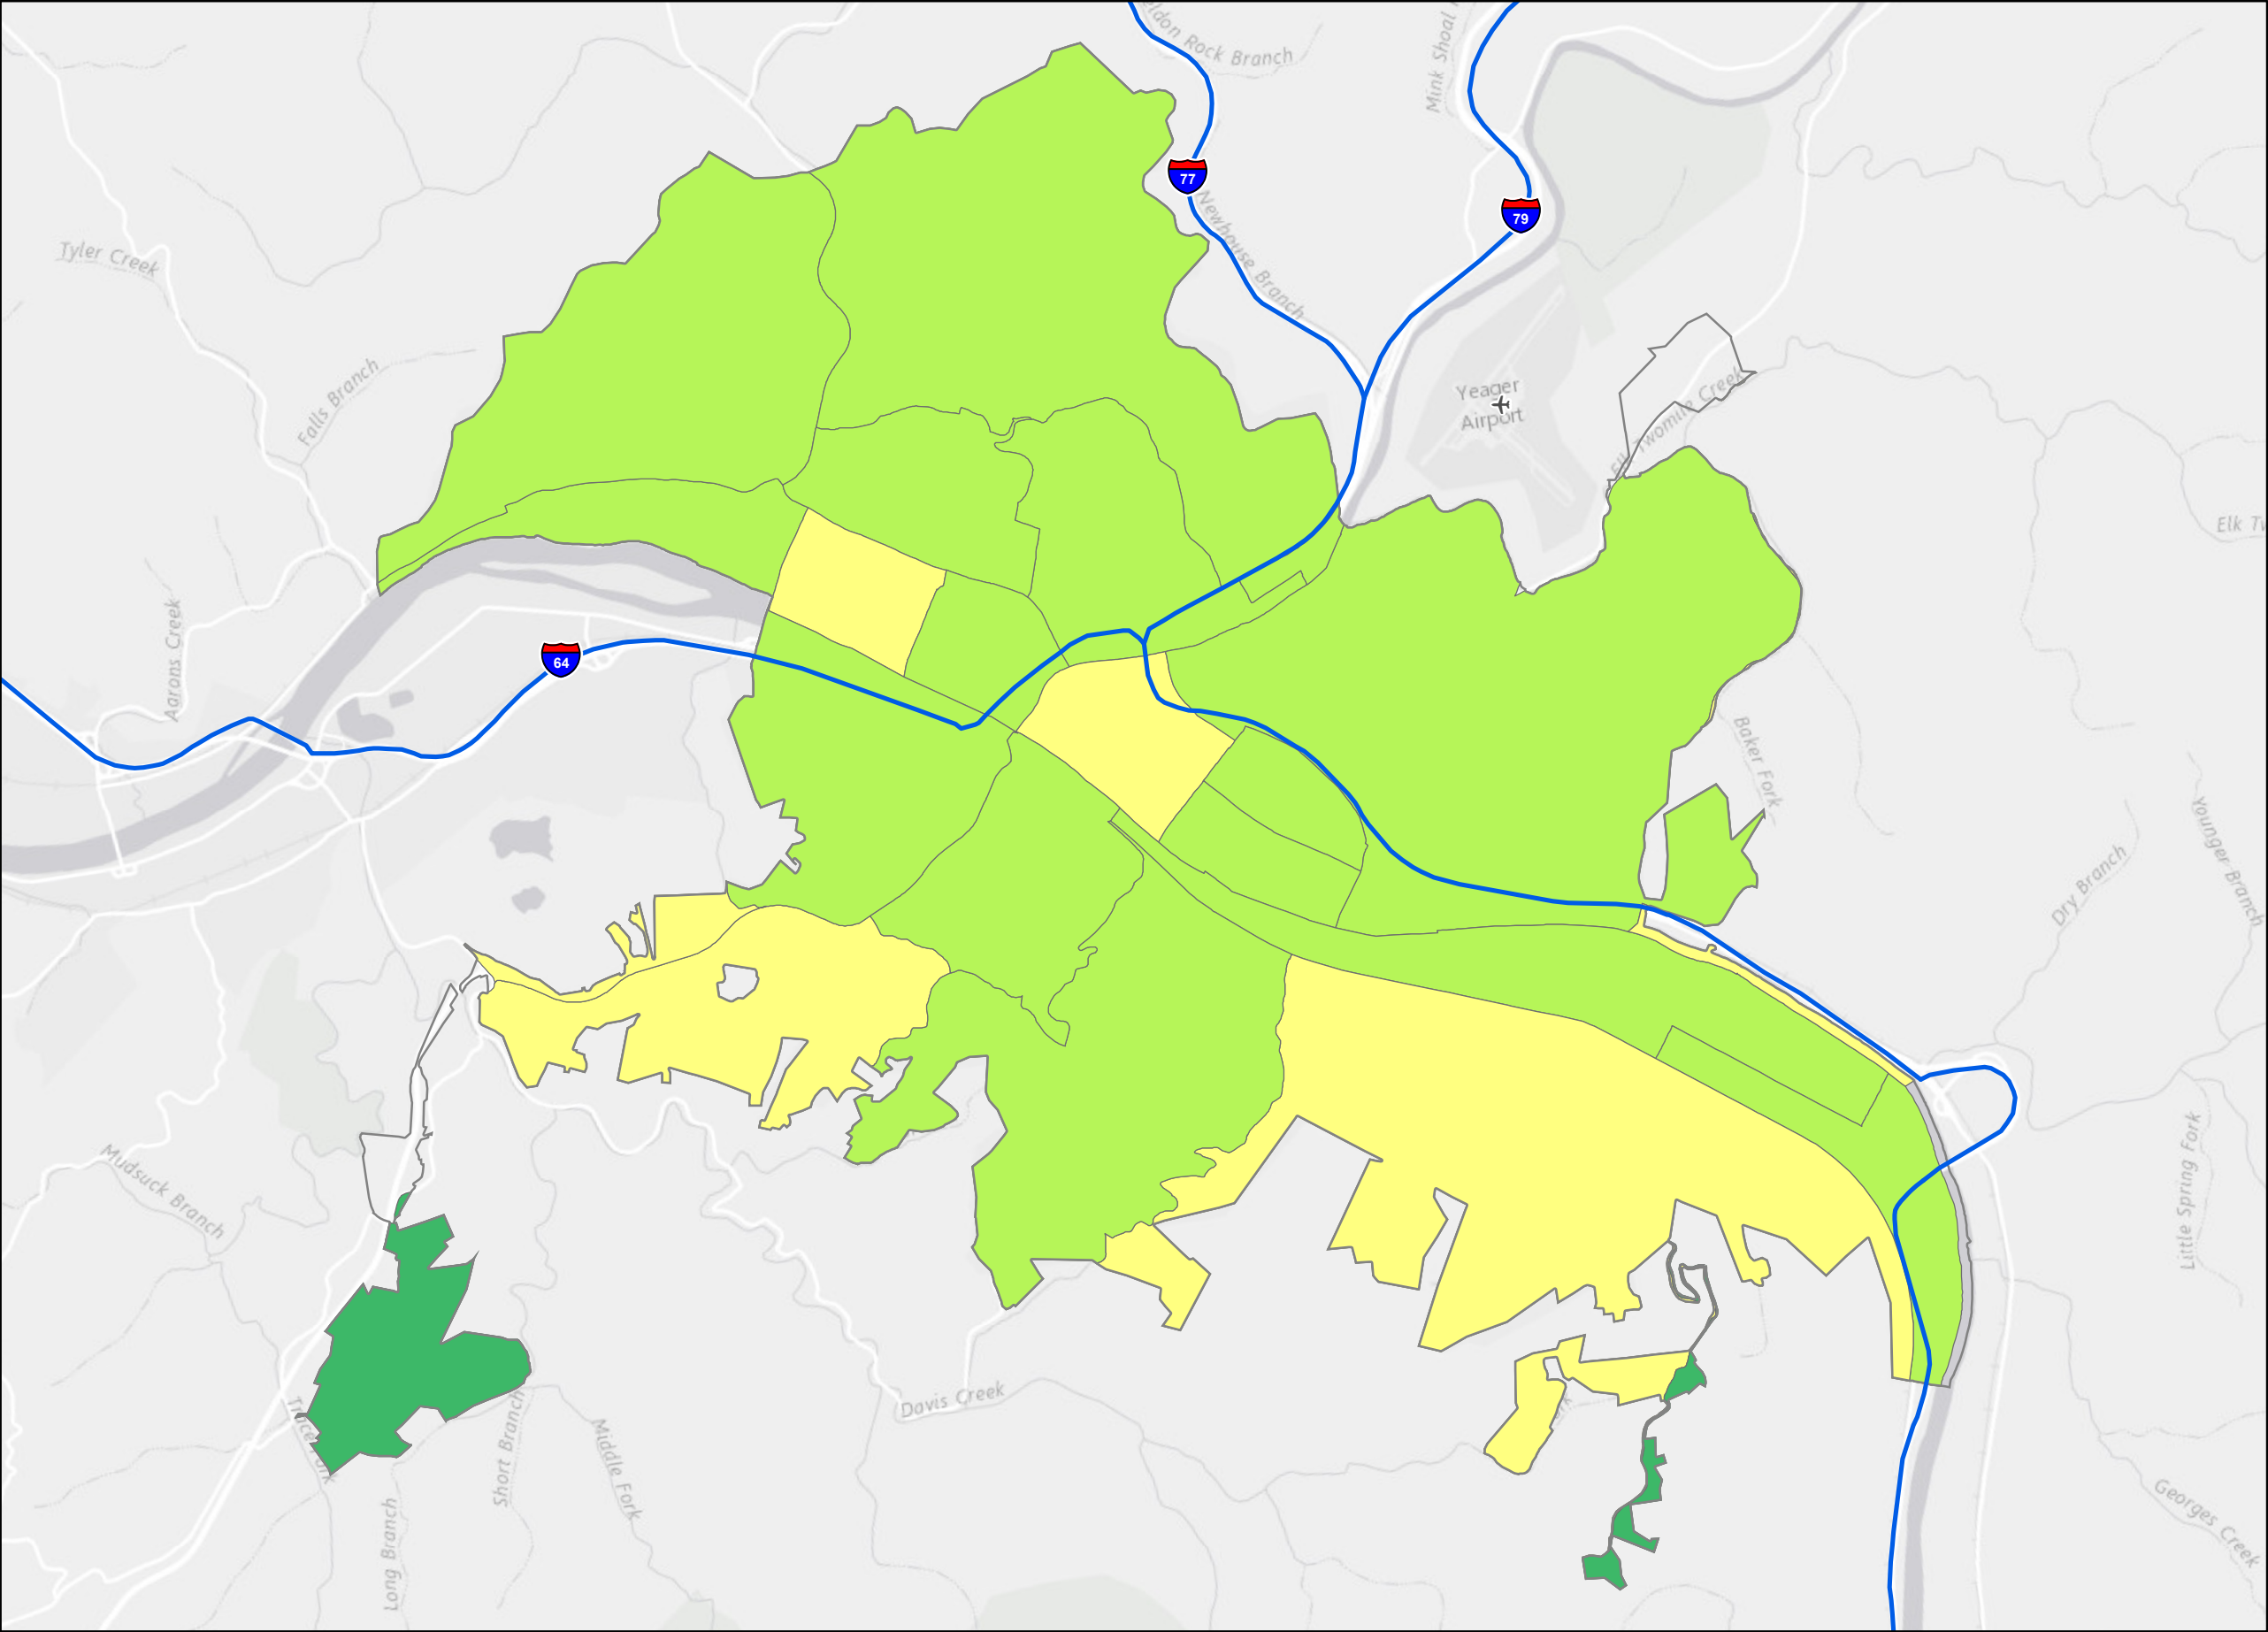 Rock Branch
Mink Shoal
77
Newhouse Branch
79
Tyler Creek
Falls Branch
Yeager
Airport
Elk Twomile Creek
Aarons Creek
64
Baker Fork
Younger Branch
Dry Branch
Mudsuck Branch
Little Spring Fork
Davis Creek
Short Branch
Middle Fork
Long Branch
Georges Creek